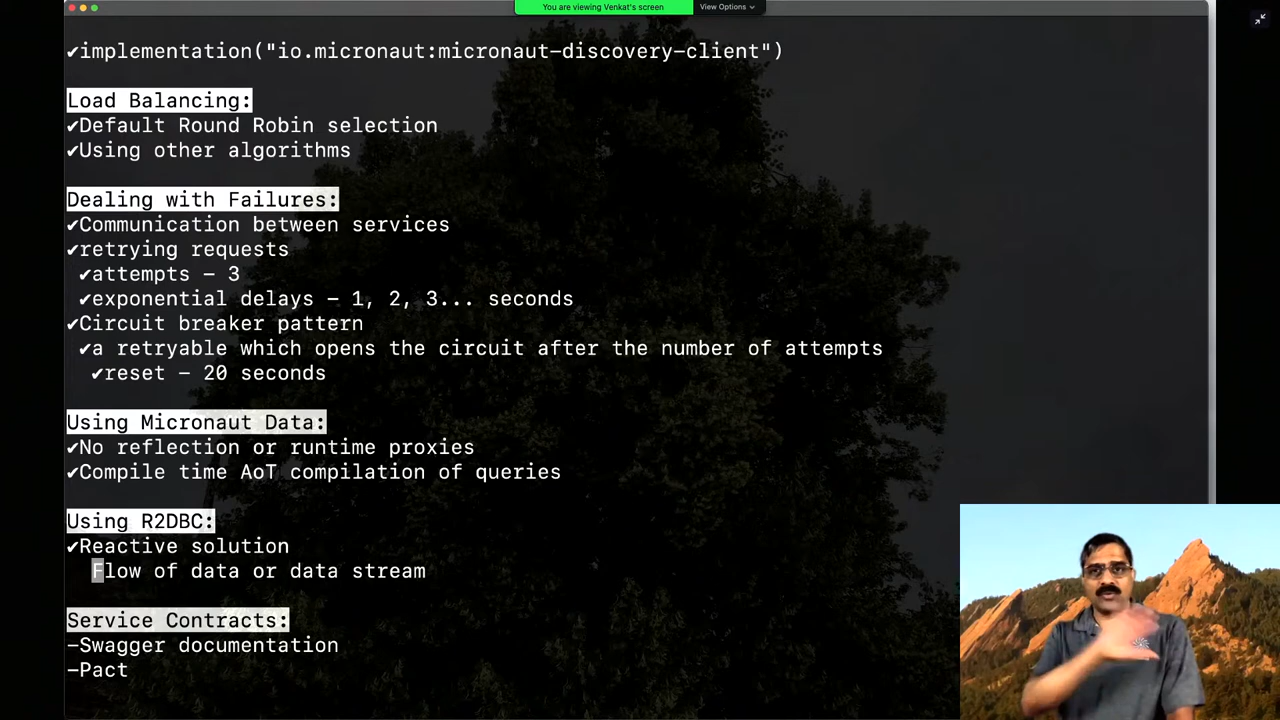 You are viewing Venkat's screen
View Options
✔implementation("io.micronaut:micronaut-discovery-client")
Load Balancing:
✔Default Round Robin selection
✔Using other algorithms
Dealing with Failures:
✔Communication between services
✔retrying requests
✔attempts – 3
✔exponential delays – 1, 2, 3... seconds
✔Circuit breaker pattern
✔a retryable which opens the circuit after the number of attempts
✔reset – 20 seconds
Using Micronaut Data:
✔No reflection or runtime proxies
✔Compile time AoT compilation of queries
Using R2DBC:
✔Reactive solution
Flow of data or data stream
Service Contracts:
–Swagger documentation
–Pact